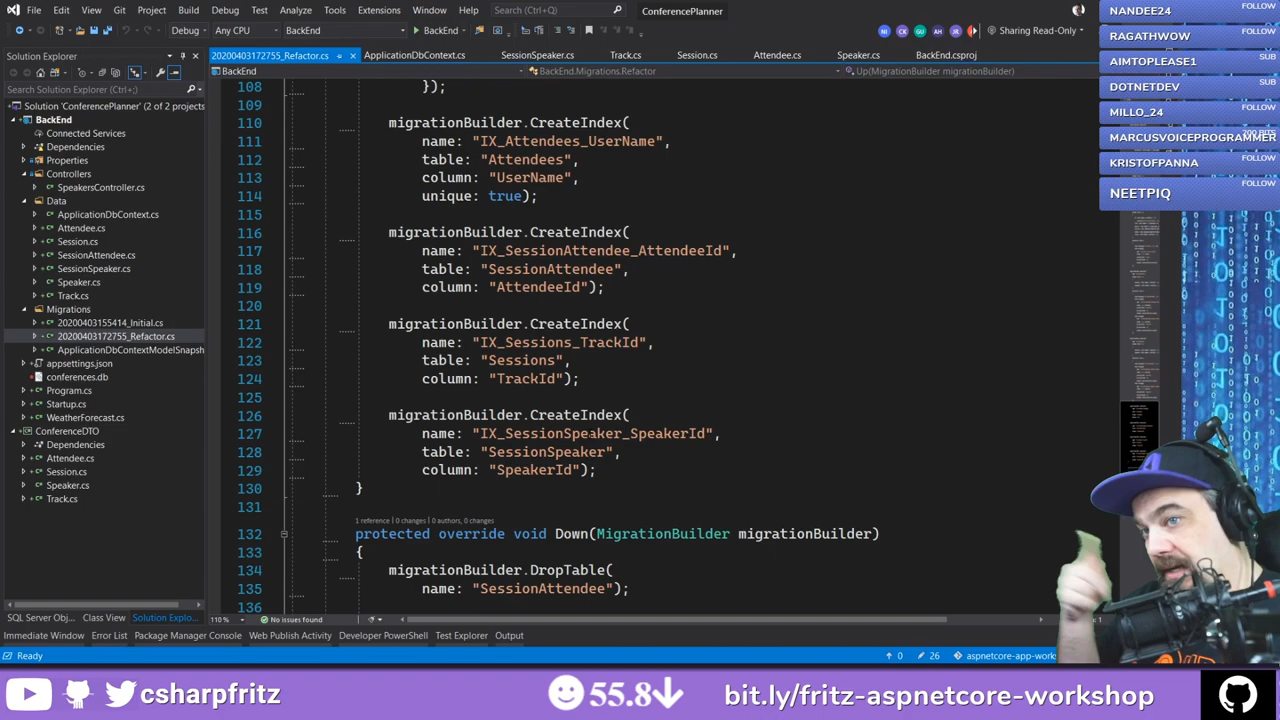 File Edit View Git Project Build Debug Test Analyze Tools Extensions Window Help Search (Ctrl+Q) ConferencePlanner
Debug Any CPU BackEnd BackEnd NI CK GU AH JR Sharing Read-Only
Solution Explorer
Search Solution Explorer (Ctrl+;)
Solution 'ConferencePlanner' (2 of 2 projects
BackEnd
Connected Services
Dependencies
Properties
Controllers
SpeakersController.cs
Data
ApplicationDbContext.cs
Attendee.cs
Session.cs
SessionAttendee.cs
SessionSpeaker.cs
Speaker.cs
Track.cs
Migrations
20200403155414_Initial.cs
20200403172755_Refactor.cs
ApplicationDbContextModelSnapsh
appsettings.json
conferences.db
Program.cs
Startup.cs
WeatherForecast.cs
ConferenceDTO
Dependencies
Attendee.cs
Session.cs
Speaker.cs
Track.cs
SQL Server Obj... Class View Solution Explo...
20200403172755_Refactor.cs ApplicationDbContext.cs SessionSpeaker.cs Track.cs Session.cs Attendee.cs Speaker.cs BackEnd.csproj
BackEnd BackEnd.Migrations.Refactor Up(MigrationBuilder migrationBuilder)
108 });
109
110 migrationBuilder.CreateIndex(
111 name: "IX_Attendees_UserName",
112 table: "Attendees",
113 column: "UserName",
114 unique: true);
115
116 migrationBuilder.CreateIndex(
117 name: "IX_SessionAttendee_AttendeeId",
118 table: "SessionAttendee",
119 column: "AttendeeId");
120
121 migrationBuilder.CreateIndex(
122 name: "IX_Sessions_TrackId",
123 table: "Sessions",
124 column: "TrackId");
125
126 migrationBuilder.CreateIndex(
127 name: "IX_SessionSpeaker_SpeakerId",
128 table: "SessionSpeaker",
129 column: "SpeakerId");
130 }
131
1 reference | 0 changes | 0 authors, 0 changes
132 protected override void Down(MigrationBuilder migrationBuilder)
133 {
134 migrationBuilder.DropTable(
135 name: "SessionAttendee");
136
110 % No issues found
Immediate Window Error List Package Manager Console Web Publish Activity Developer PowerShell Test Explorer Output
Ready 0 26 aspnetcore-app-works
NANDEE24 FOLLOW
RAGATHWOW FOLLOW
AIMTOPLEASE1 SUB
DOTNETDEV SUB
MILLO_24 FOLLOW
MARCUSVOICEPROGRAMMER 200 BITS
KRISTOFPANNA FOLLOW
NEETPIQ FOLLOW
csharpfritz 55.8 bit.ly/fritz-aspnetcore-workshop